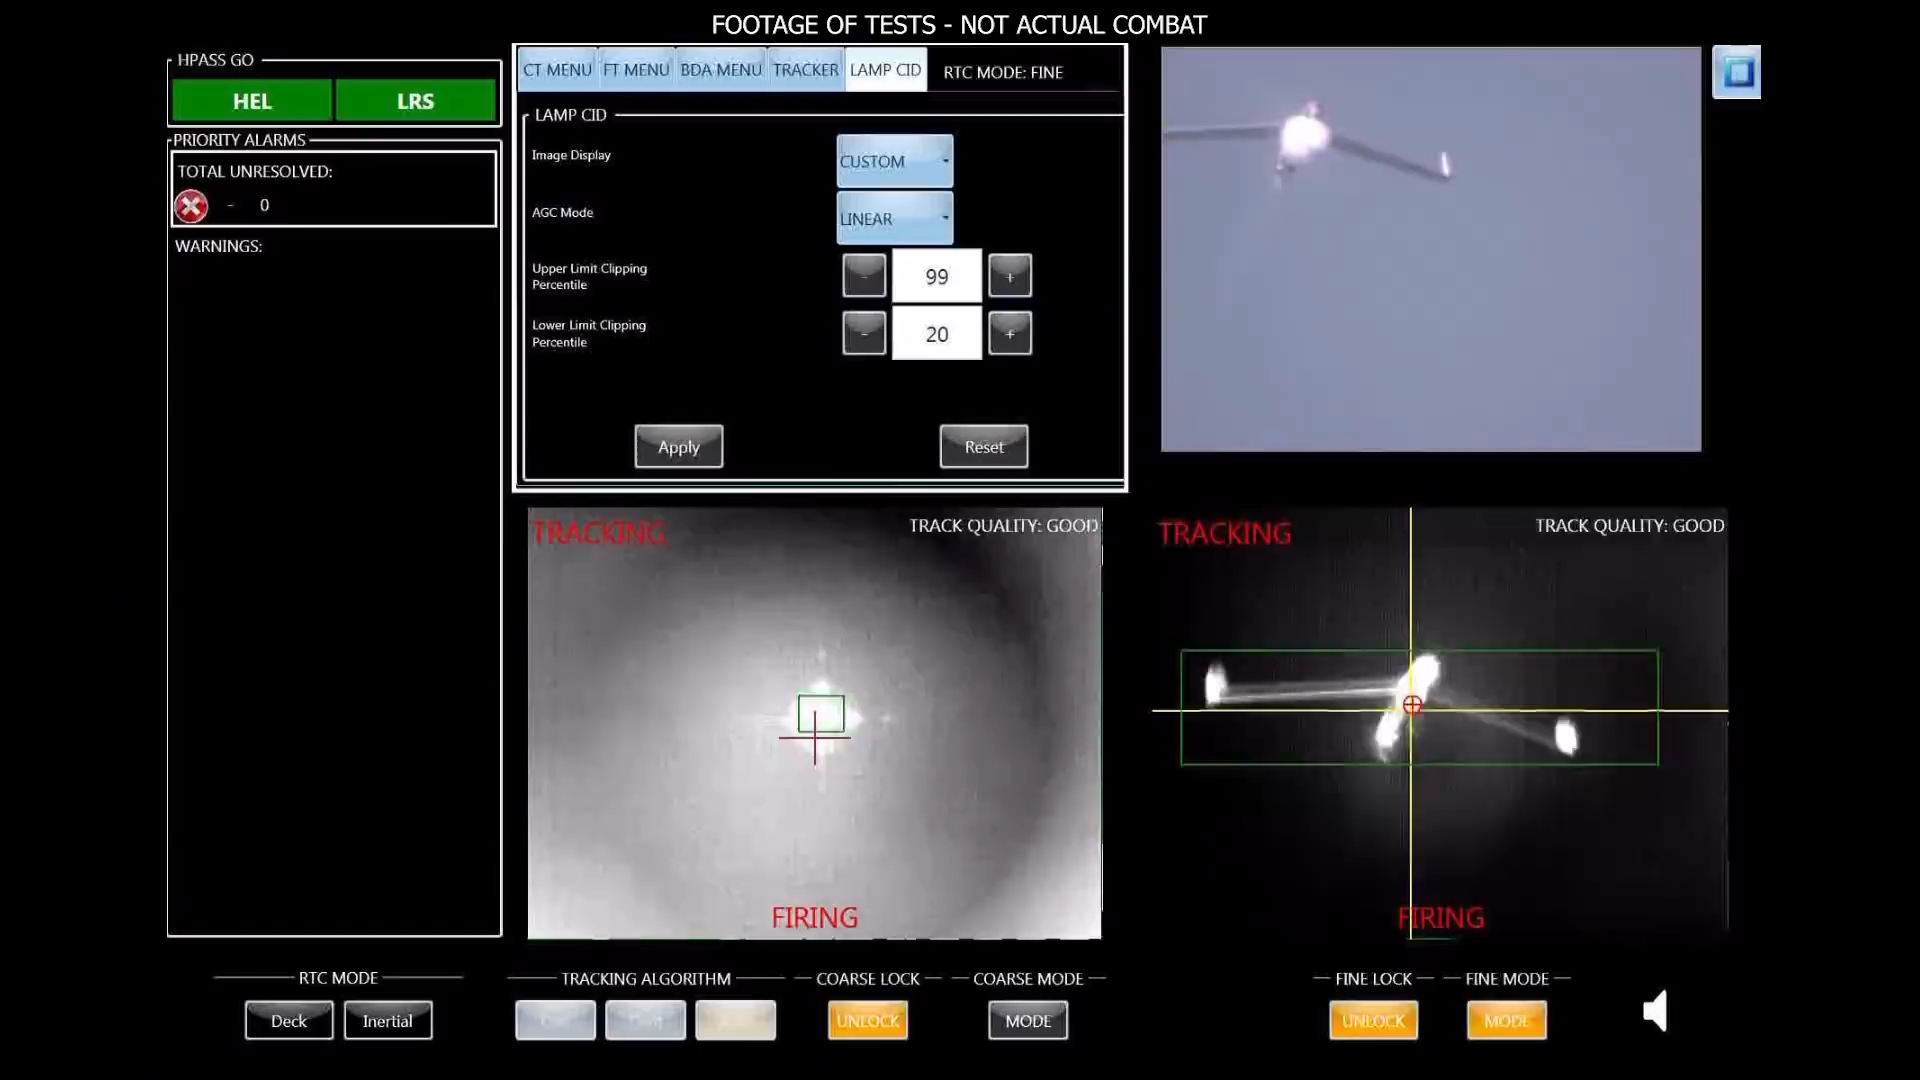 FOOTAGE OF TESTS - NOT ACTUAL COMBAT
HPASS GO
HEL
LRS
PRIORITY ALARMS
TOTAL UNRESOLVED:
- 0
WARNINGS:
CT MENU
FT MENU
BDA MENU
TRACKER
LAMP CID
RTC MODE: FINE
LAMP CID
Image Display
CUSTOM
AGC Mode
LINEAR
Upper Limit Clipping
Percentile
-
99
+
Lower Limit Clipping
Percentile
-
20
+
Apply
Reset
TRACKING
TRACK QUALITY: GOOD
FIRING
TRACKING
TRACK QUALITY: GOOD
FIRING
RTC MODE
Deck
Inertial
TRACKING ALGORITHM
COARSE LOCK
UNLOCK
COARSE MODE
MODE
FINE LOCK
UNLOCK
FINE MODE
MODE